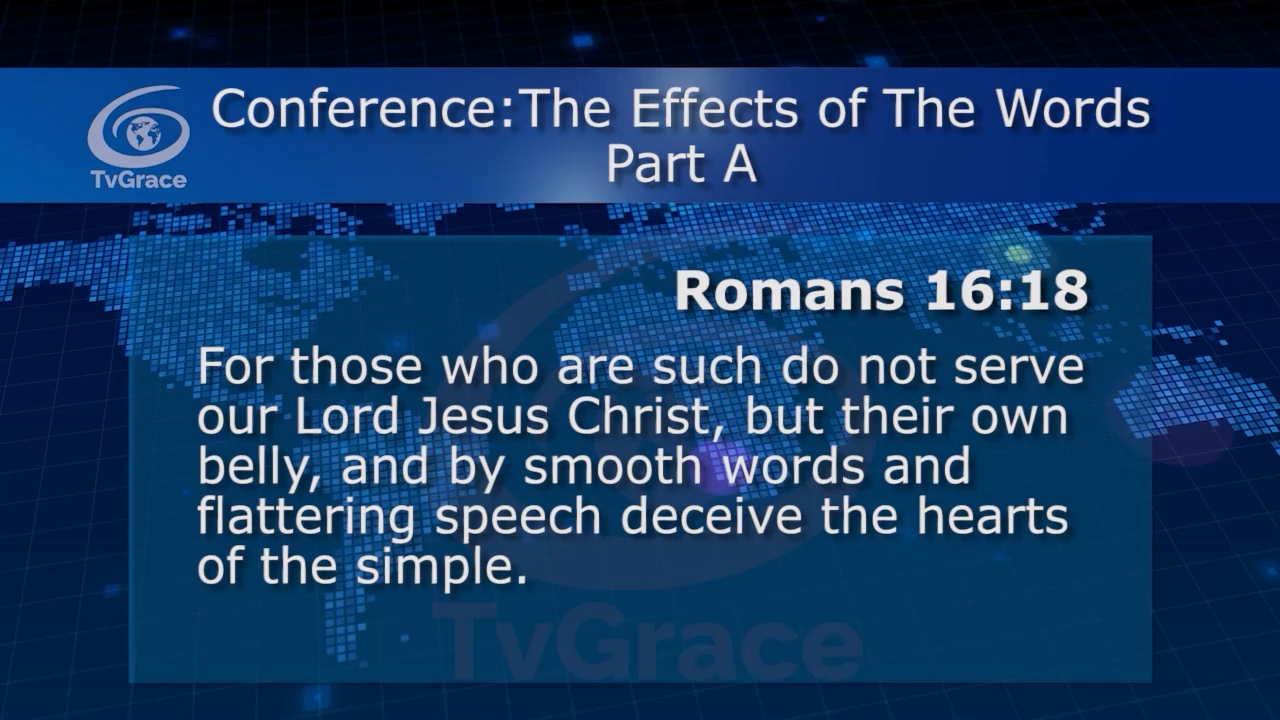 Conference:The Effects of The Words
Part A
TvGrace
Romans 16:18
For those who are such do not serve
our Lord Jesus Christ, but their own
belly, and by smooth words and
flattering speech deceive the hearts
of the simple.
TvGrace